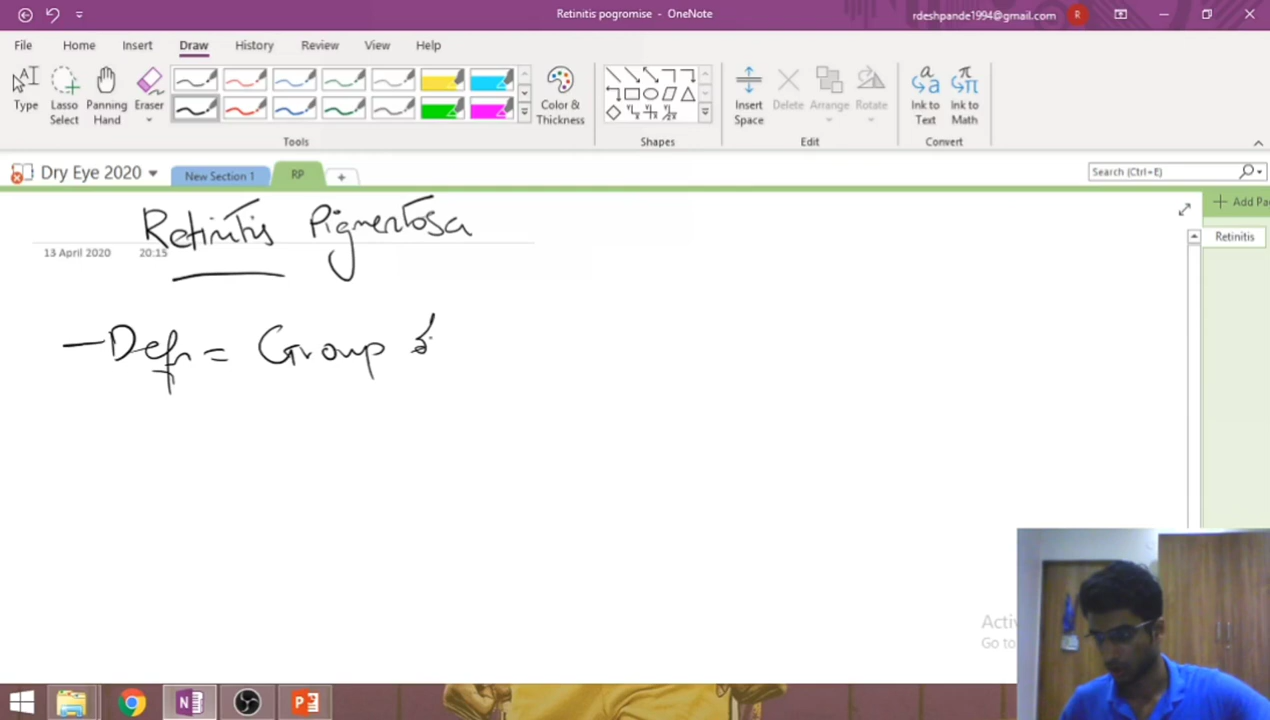 Retinitis pogromise - OneNote
rdeshpande1994@gmail.com
R
File Home Insert Draw History Review View Help
Type
Lasso Select
Panning Hand
Eraser
Color & Thickness
Insert Space
Delete
Arrange
Rotate
Ink to Text
Ink to Math
Tools Shapes Edit Convert
Dry Eye 2020 New Section 1 RP
Search (Ctrl+E)
Add Pa
Retinitis
Retinitis Pigmentosa
13 April 2020 20:15
- Defn = Group
Acti
Go to